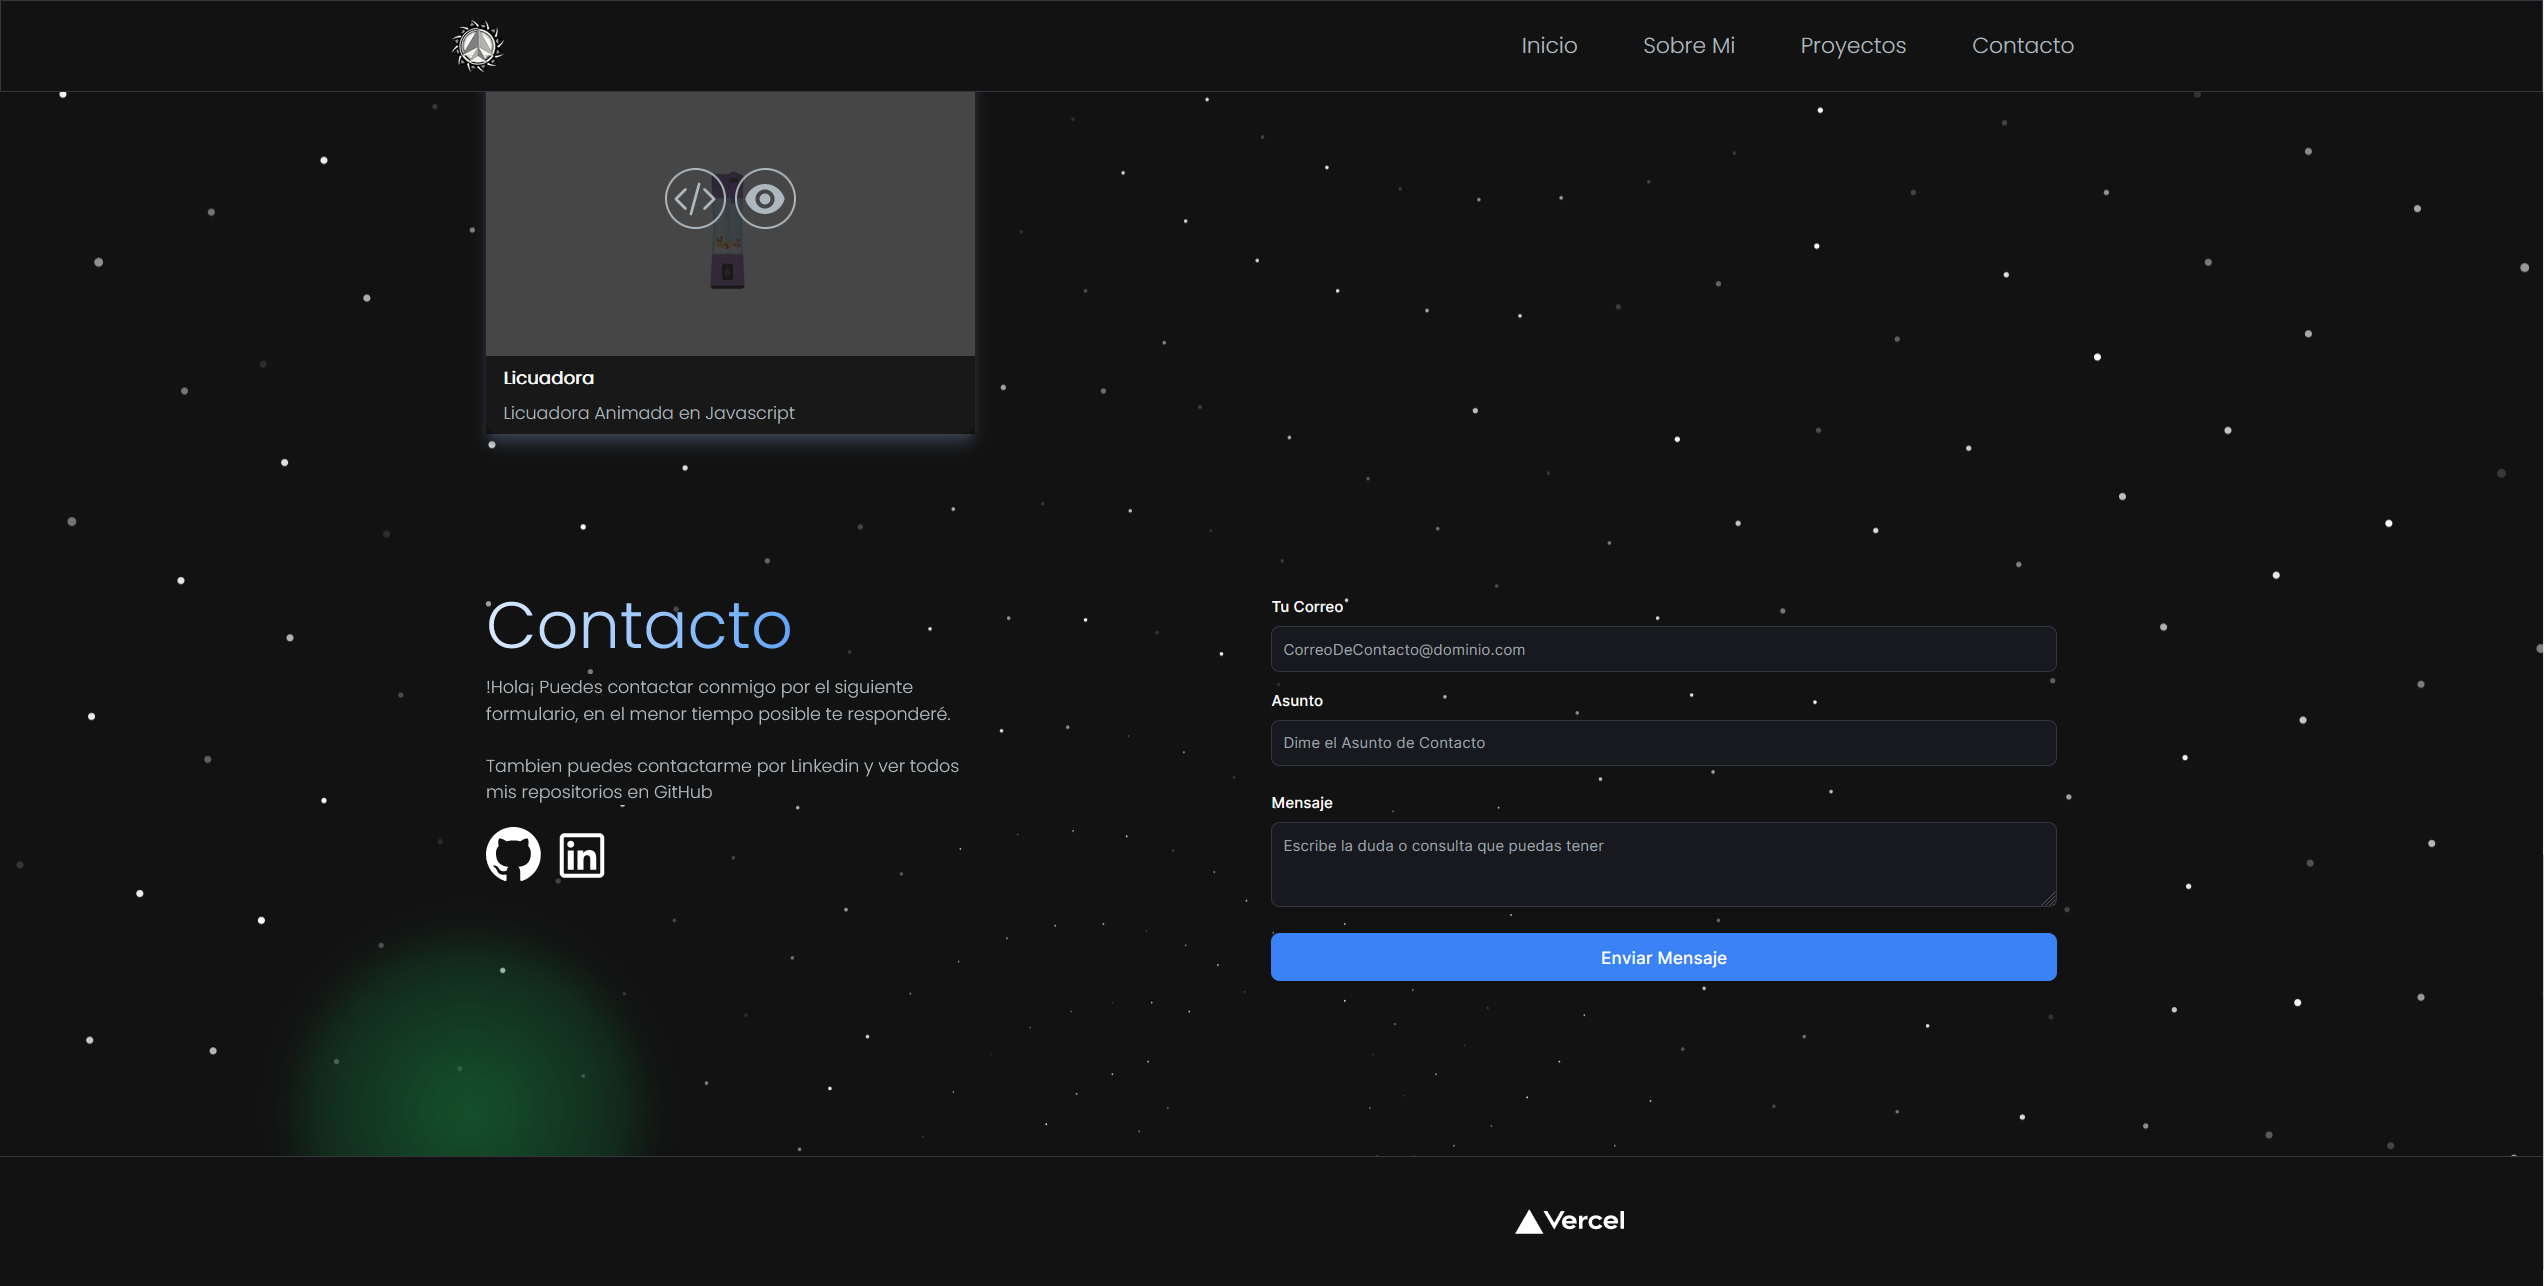 Inicio Sobre Mi Proyectos Contacto
Licuadora
Licuadora Animada en Javascript
Contacto
!Hola¡ Puedes contactar conmigo por el siguiente
formulario, en el menor tiempo posible te responderé.
Tambien puedes contactarme por Linkedin y ver todos
mis repositorios en GitHub
in
Tu Correo
CorreoDeContacto@dominio.com
Asunto
Dime el Asunto de Contacto
Mensaje
Escribe la duda o consulta que puedas tener
Enviar Mensaje
Vercel